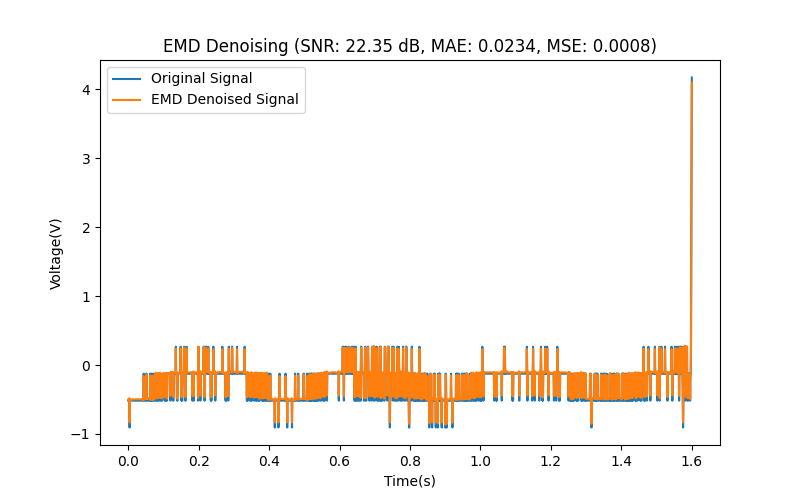 EMD Denoising (SNR: 22.35 dB, MAE: 0.0234, MSE: 0.0008)
Original Signal
EMD Denoised Signal
4
3
2
1
0
−1
Voltage(V)
0.0 0.2 0.4 0.6 0.8 1.0 1.2 1.4 1.6
Time(s)